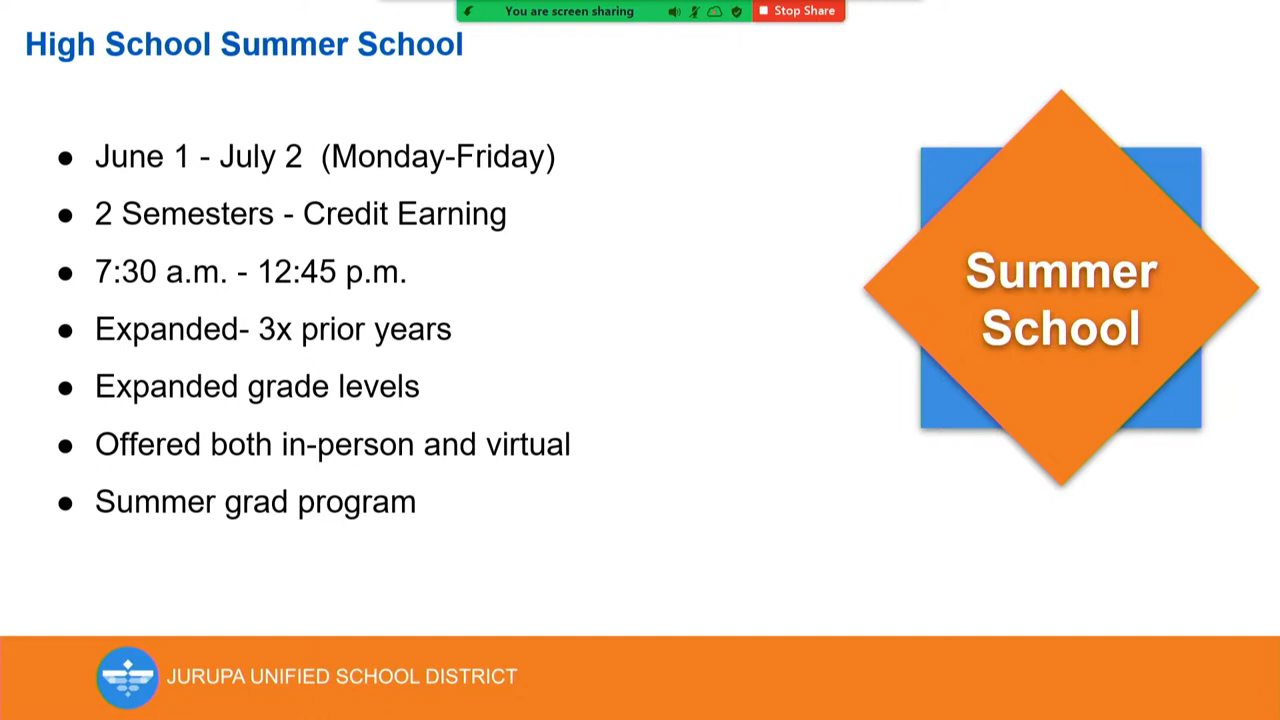 You are screen sharing
Stop Share
High School Summer School
● June 1 - July 2  (Monday-Friday)
● 2 Semesters - Credit Earning
● 7:30 a.m. - 12:45 p.m.
● Expanded- 3x prior years
● Expanded grade levels
● Offered both in-person and virtual
● Summer grad program
Summer
School
JURUPA UNIFIED SCHOOL DISTRICT